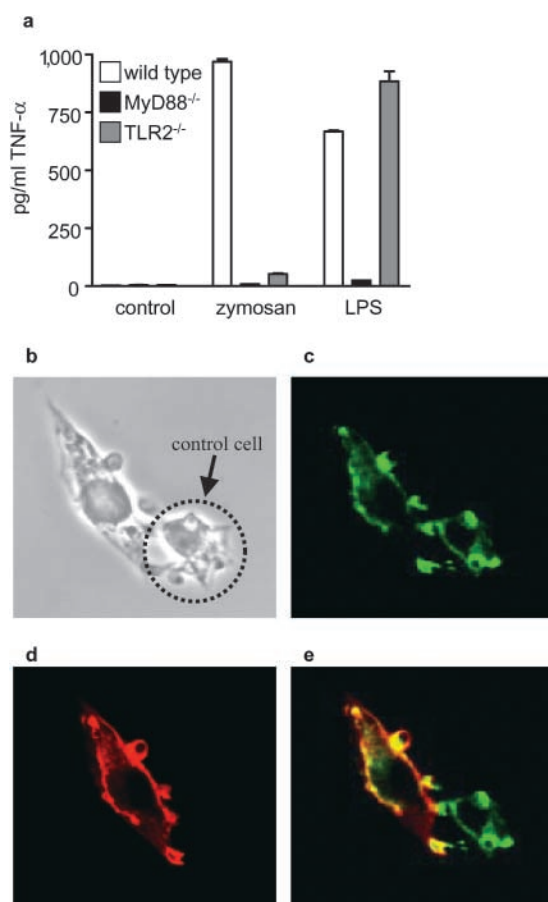 a
1,000
750
500
250
0
pg/ml TNF-α
wild type
MyD88-/-
TLR2-/-
control zymosan LPS
b
c
control cell
d
e